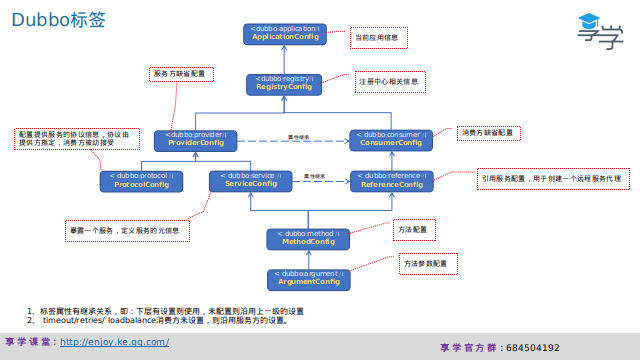 Dubbo标签
享学
<dubbo:application/>
ApplicationConfig
当前应用信息
<dubbo:registry/>
RegistryConfig
注册中心相关信息
服务方缺省配置
配置提供服务的协议信息，协议由
提供方指定，消费方被动接受
<dubbo:provider/>
ProviderConfig
属性继承
< dubbo:consumer />
ConsumerConfig
消费方缺省配置
< dubbo:protocol />
ProtocolConfig
< dubbo:service />
ServiceConfig
属性继承
< dubbo:reference />
ReferenceConfig
引用服务配置，用于创建一个远程服务代理
暴露一个服务，定义服务的元信息
< dubbo:method />
MethodConfig
方法配置
< dubbo:argument />
ArgumentConfig
方法参数配置
1、标签属性有继承关系，即：下层有设置则使用，未配置则沿用上一级的设置
2、 timeout/retries/ loadbalance消费方未设置，则沿用服务方的设置。
享学课堂：http://enjoy.ke.qq.com/
享学官方群：684504192